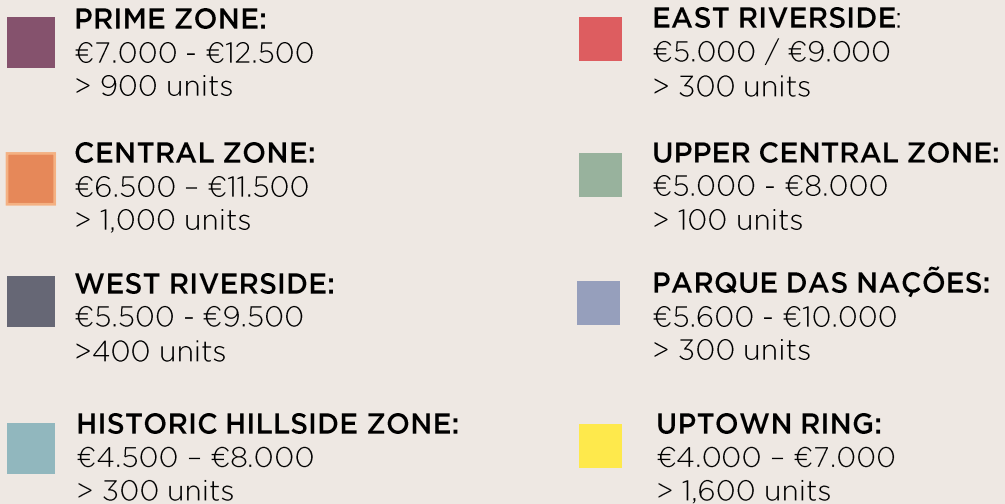 PRIME ZONE:
€7.000 - €12.500
> 900 units
CENTRAL ZONE:
€6.500 – €11.500
> 1,000 units
WEST RIVERSIDE:
€5.500 - €9.500
>400 units
HISTORIC HILLSIDE ZONE:
€4.500 – €8.000
> 300 units
EAST RIVERSIDE:
€5.000 / €9.000
> 300 units
UPPER CENTRAL ZONE:
€5.000 - €8.000
> 100 units
PARQUE DAS NAÇÕES:
€5.600 - €10.000
> 300 units
UPTOWN RING:
€4.000 – €7.000
> 1,600 units